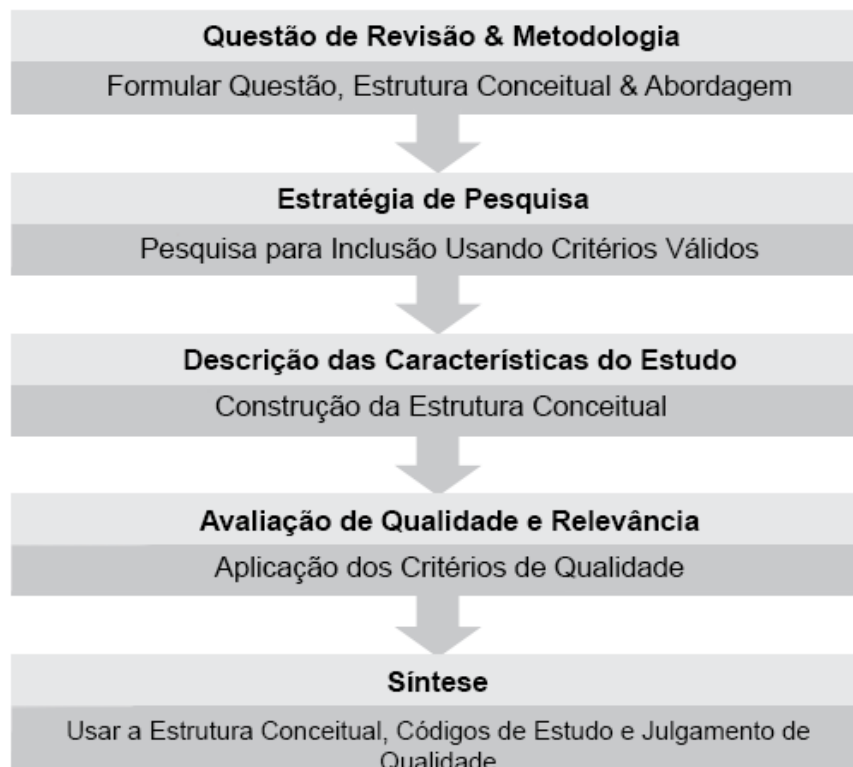 Questão de Revisão & Metodologia
Formular Questão, Estrutura Conceitual & Abordagem
Estratégia de Pesquisa
Pesquisa para Inclusão Usando Critérios Válidos
Descrição das Características do Estudo
Construção da Estrutura Conceitual
Avaliação de Qualidade e Relevância
Aplicação dos Critérios de Qualidade
Síntese
Usar a Estrutura Conceitual, Códigos de Estudo e Julgamento de
Qualidade